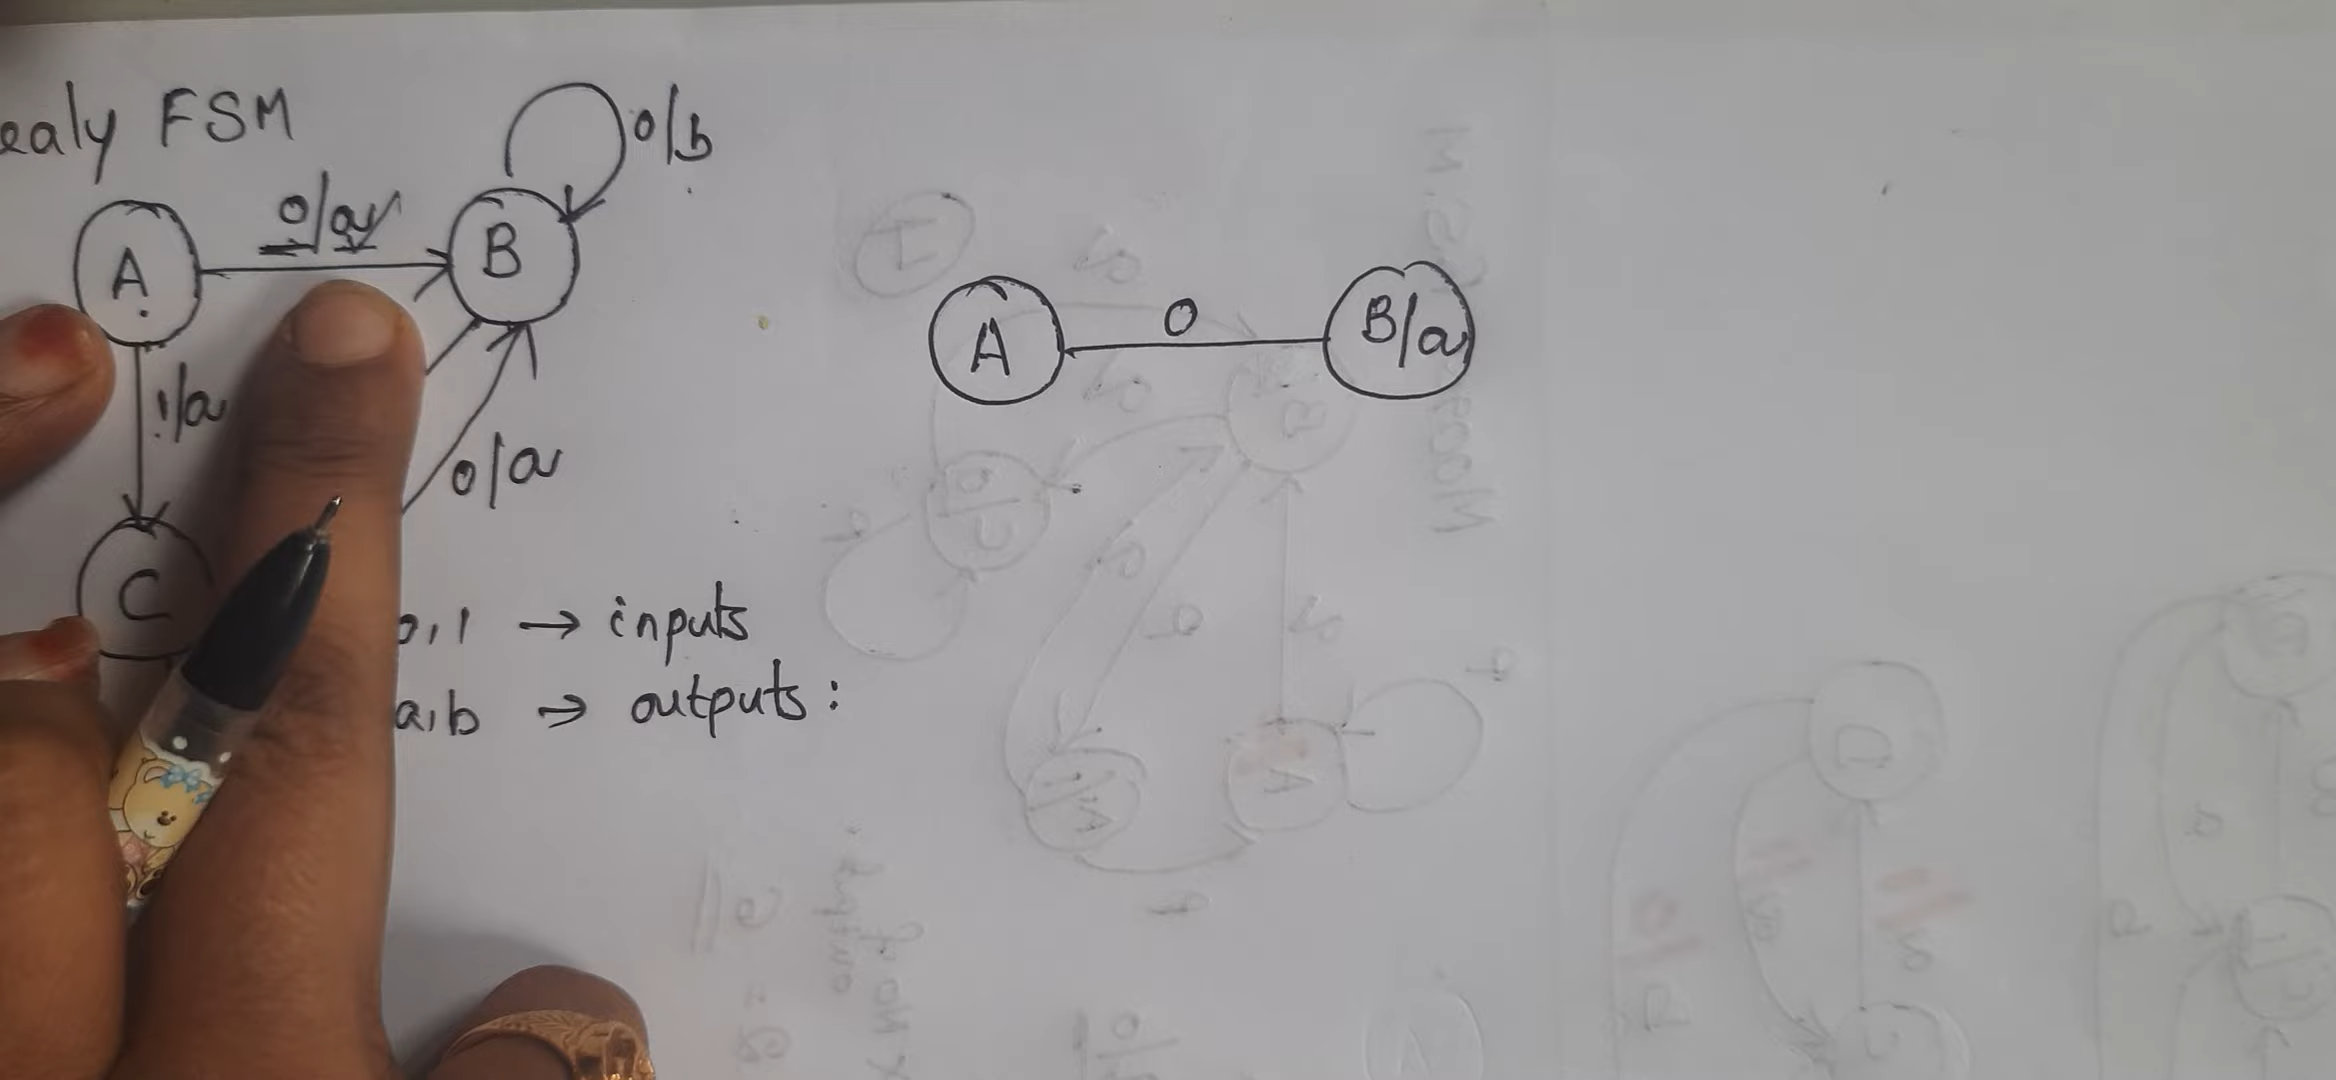 ealy FSM
0/b
0/a
A
B
1/a
0/a
C
0,1 → inputs
a,b → outputs :
A
0
B/a